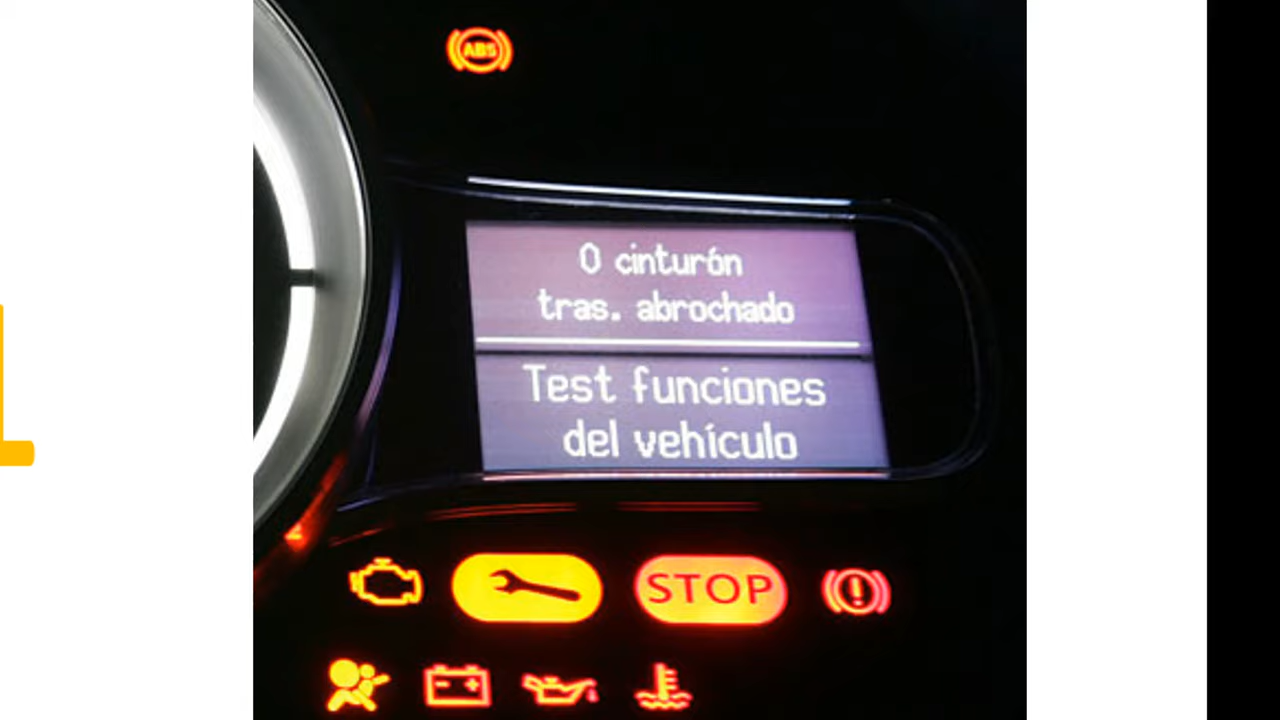 ABS
0 cinturón
tras. abrochado
Test funciones
del vehículo
STOP